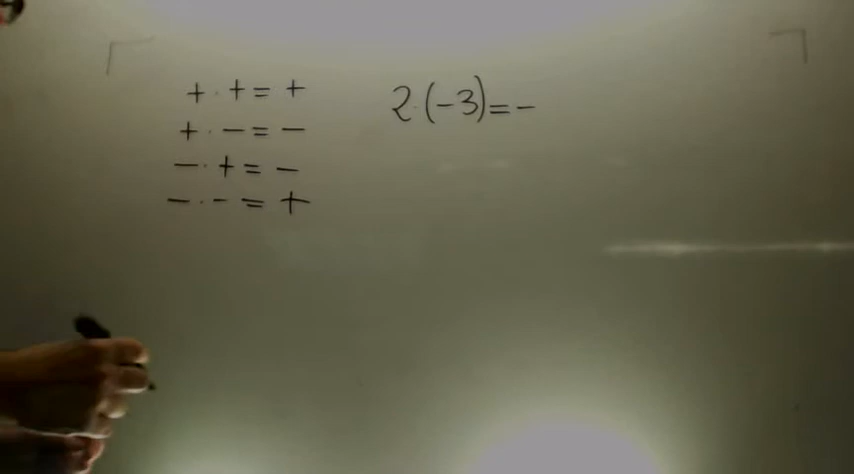 + · + = +
+ · − = −
− · + = −
− · − = +
2 · (−3) = −